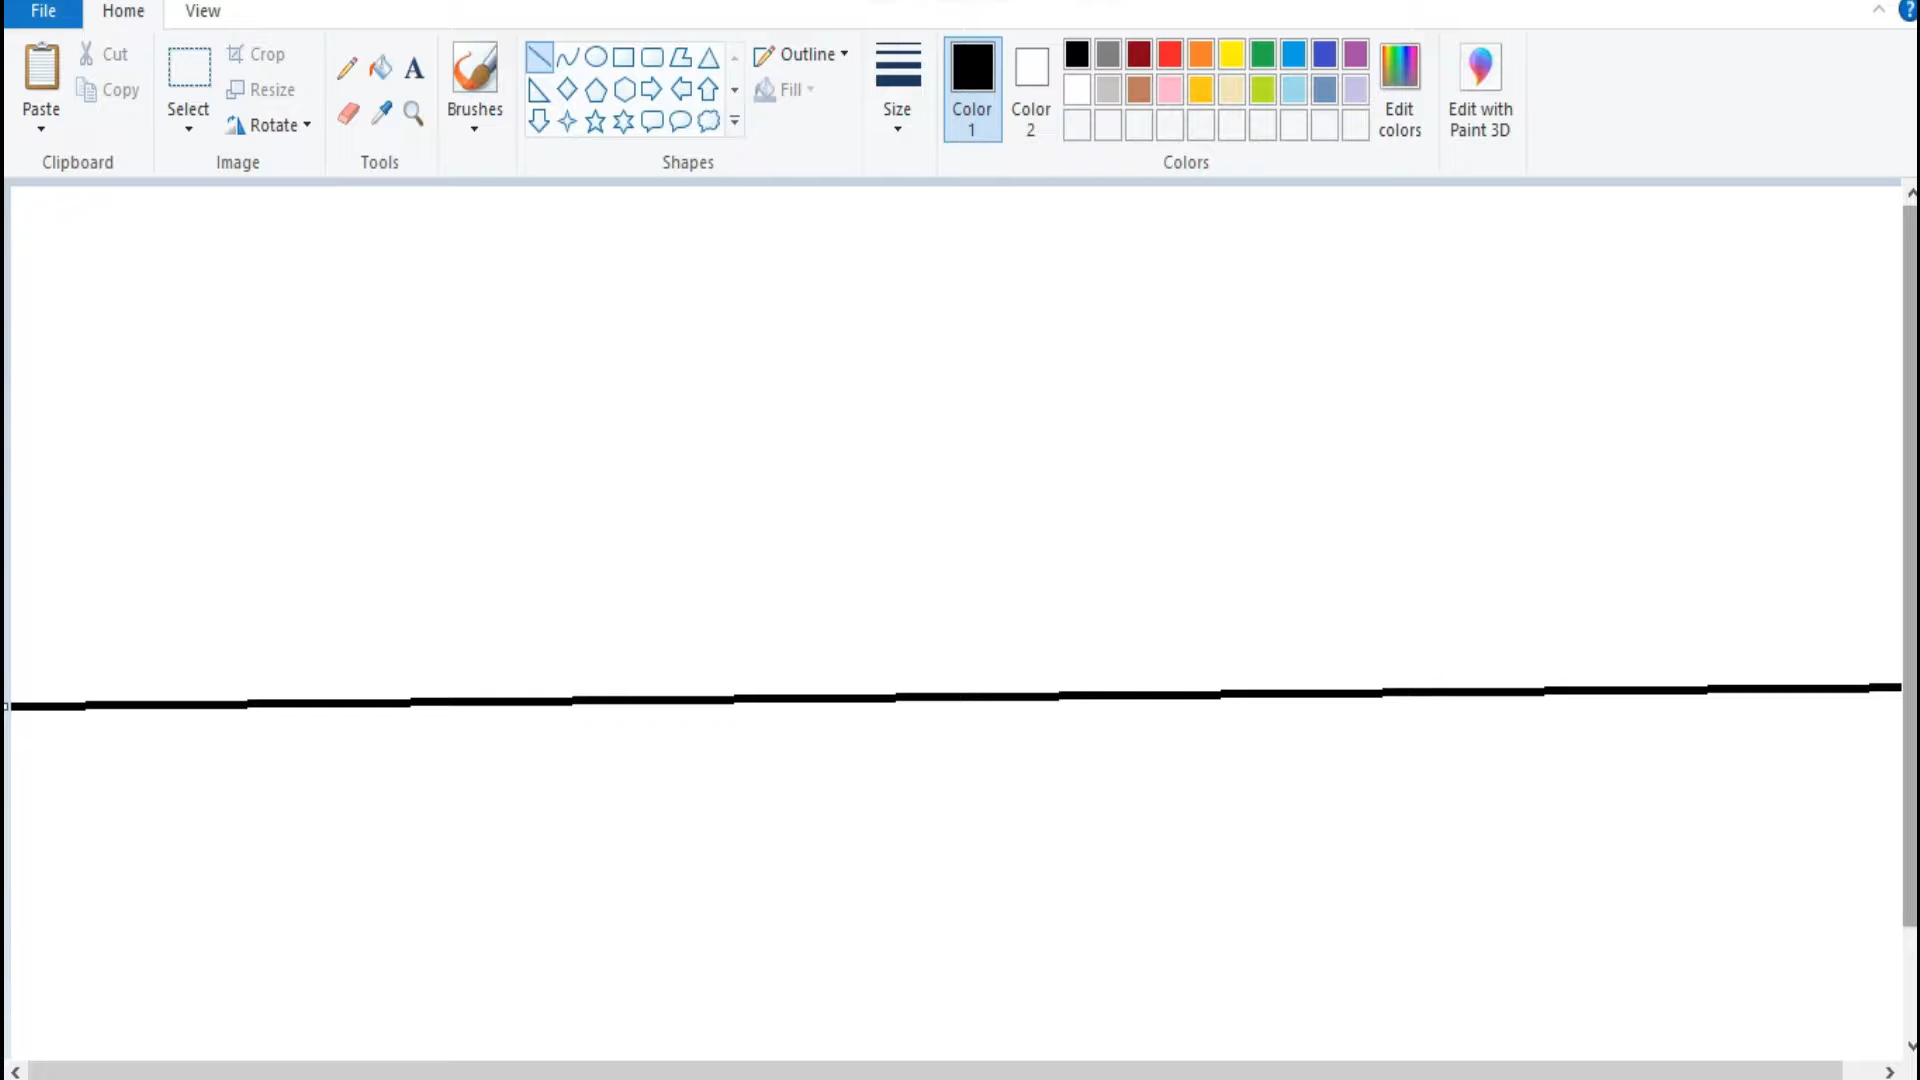 File Home View
Paste
Cut
Copy
Clipboard
Select
Crop
Resize
Rotate
Image
A
Tools
Brushes
Shapes
Outline
Fill
Size
Color
1
Color
2
Colors
Edit
colors
Edit with
Paint 3D
?